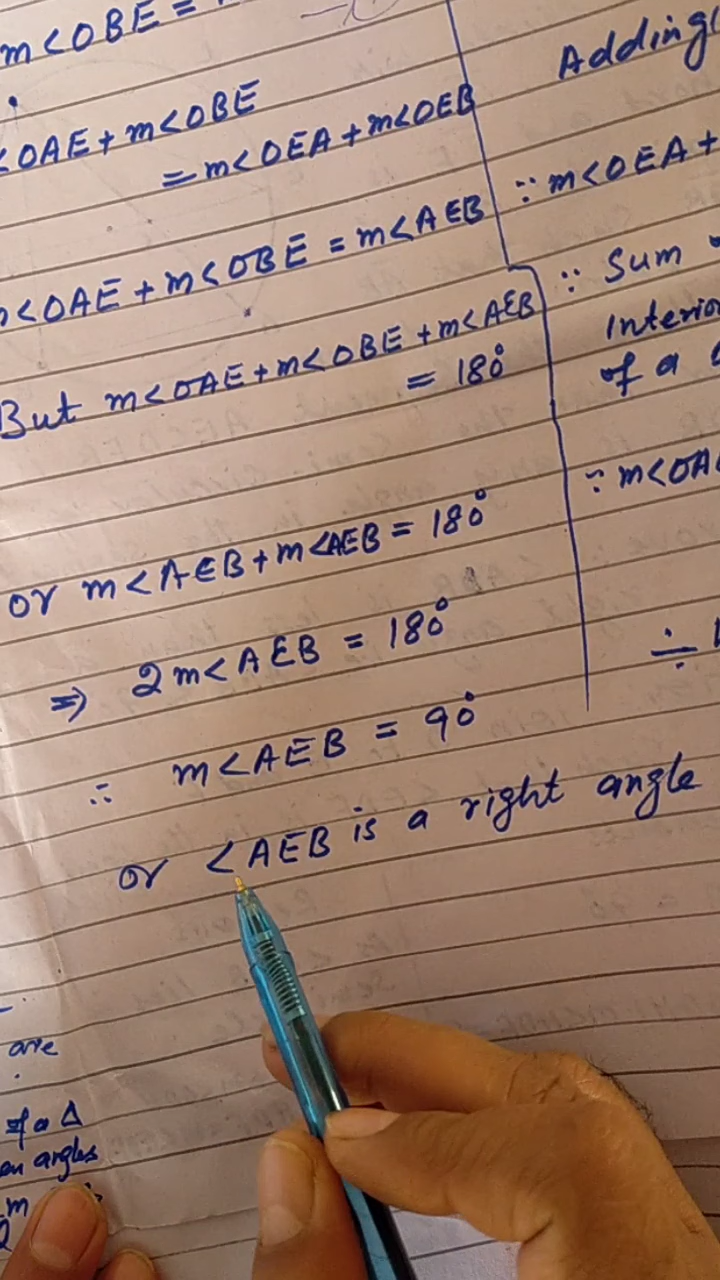 m<OBE =
Adding
<OAE + m<OBE
= m<OEA + m<OEB
∵ m<OEA +
m<OAE + m<OBE = m<AEB
∵ Sum
Interior
of a
But m<OAE + m<OBE + m<AEB
= 180°
∵ m<OA
or m<AEB + m<AEB = 180°
⇒ 2m<AEB = 180°
÷
∴ m<AEB = 90°
or <AEB is a right angle
are
of a Δ
angles
m